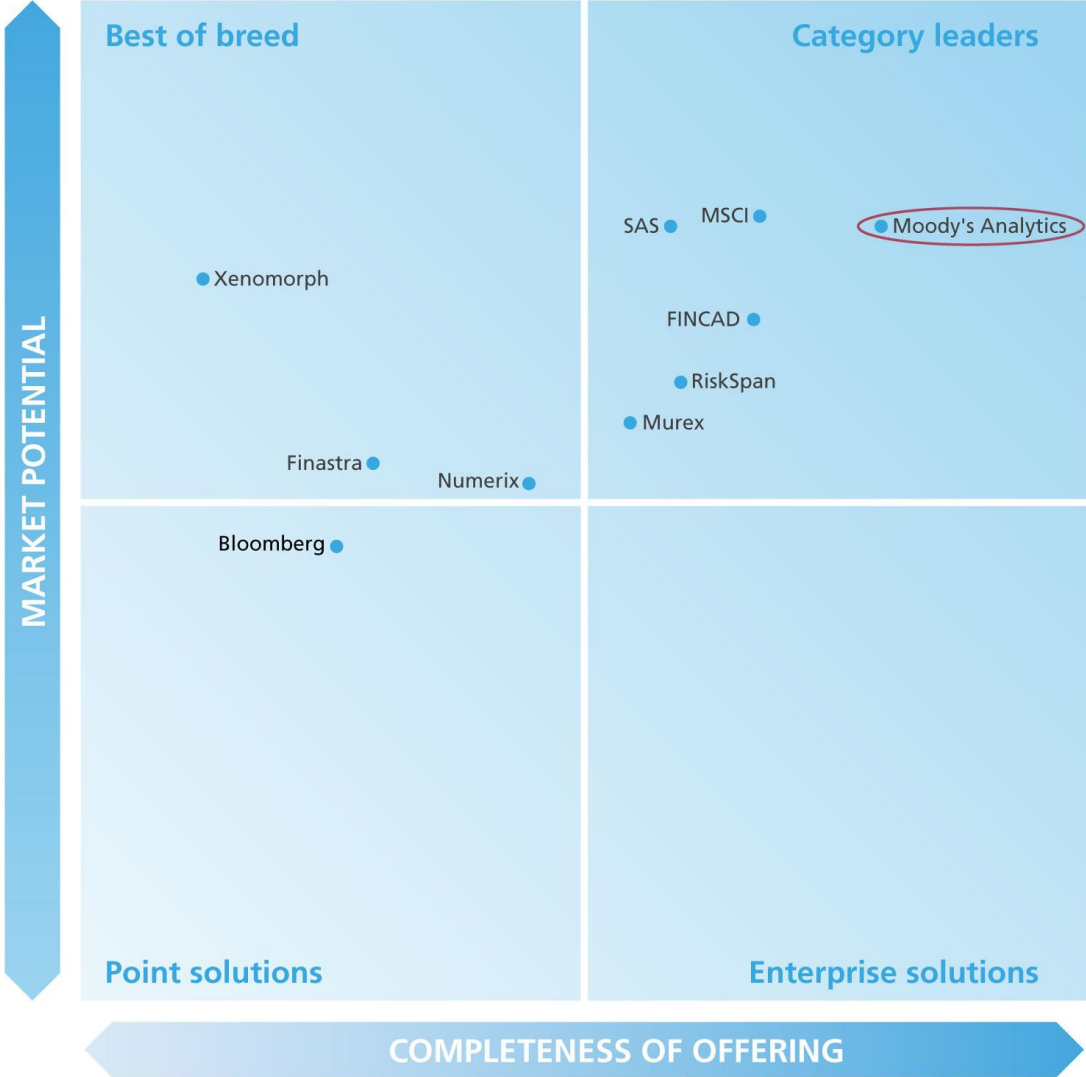 Best of breed
Category leaders
MSCI
SAS
Moody's Analytics
Xenomorph
FINCAD
RiskSpan
Murex
Finastra
Numerix
Bloomberg
Point solutions
Enterprise solutions
MARKET POTENTIAL
COMPLETENESS OF OFFERING